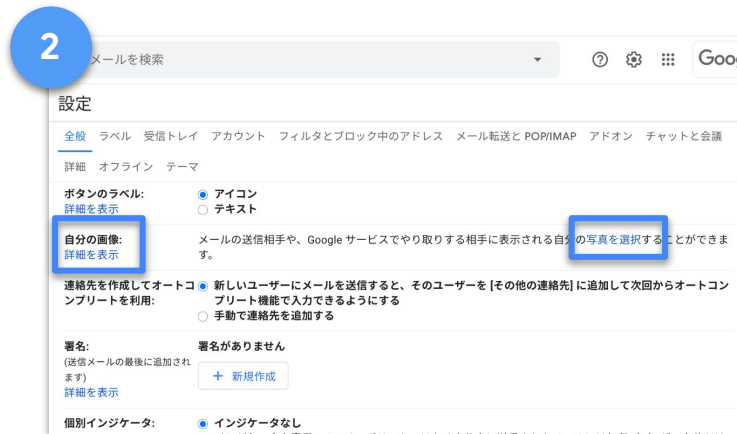 2
メールを検索
Goo
設定
全般 ラベル 受信トレイ アカウント フィルタとブロック中のアドレス メール転送と POP/IMAP アドオン チャットと会議
詳細 オフライン テーマ
ボタンのラベル: アイコン
詳細を表示 テキスト
自分の画像: メールの送信相手や、Google サービスでやり取りする相手に表示される自分の写真を選択することができま
詳細を表示 す。
連絡先を作成してオートコ 新しいユーザーにメールを送信すると、そのユーザーを [その他の連絡先] に追加して次回からオートコン
ンプリートを利用: プリート機能で入力できるようにする
手動で連絡先を追加する
署名: 署名がありません
(送信メールの最後に追加され
ます) + 新規作成
詳細を表示
個別インジケータ: インジケータなし